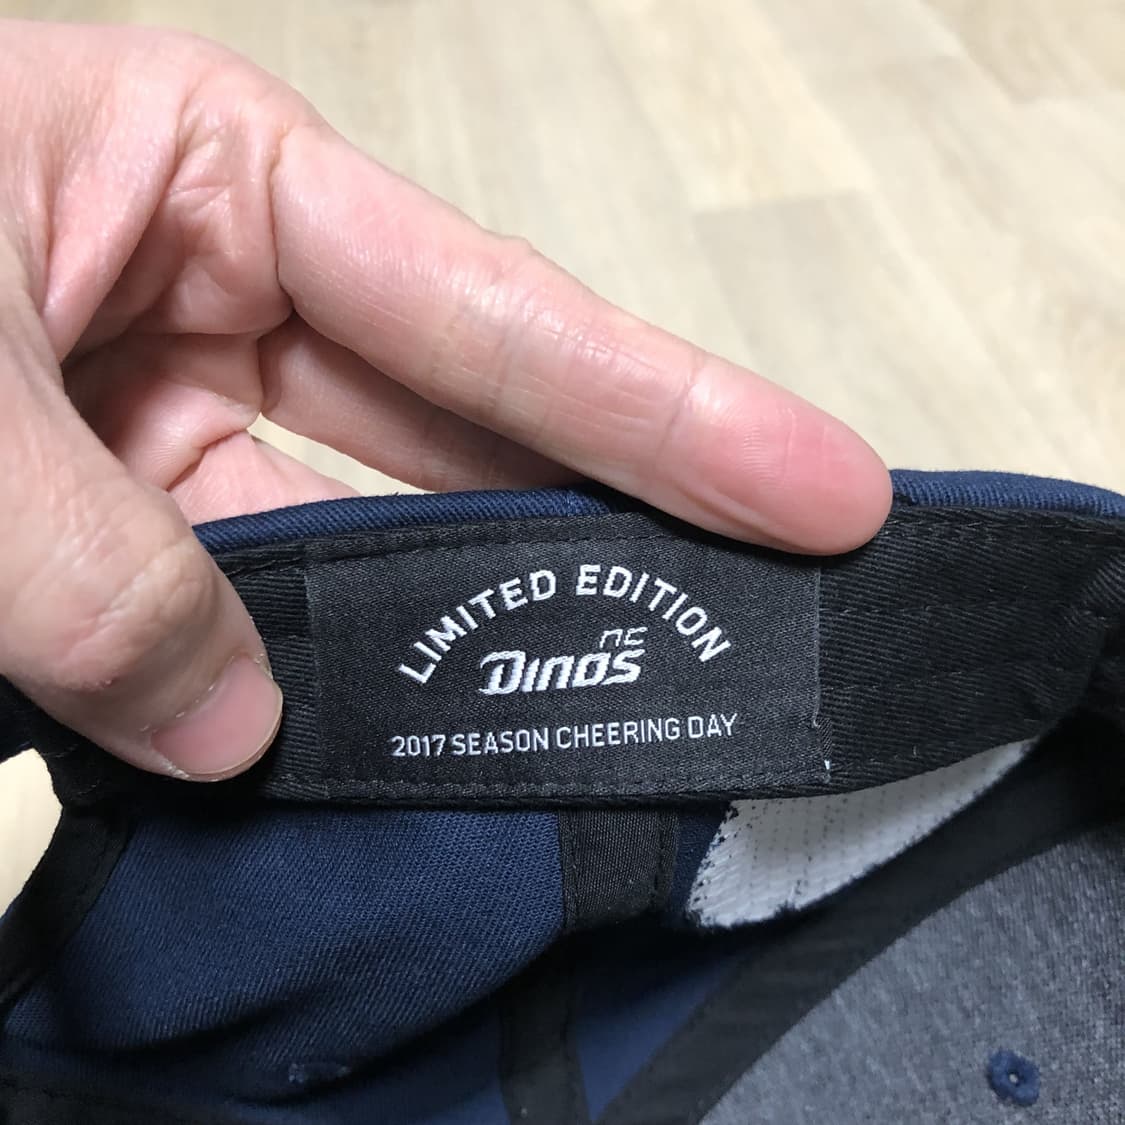 LIMITED EDITION
NC
DINOS
2017 SEASON CHEERING DAY